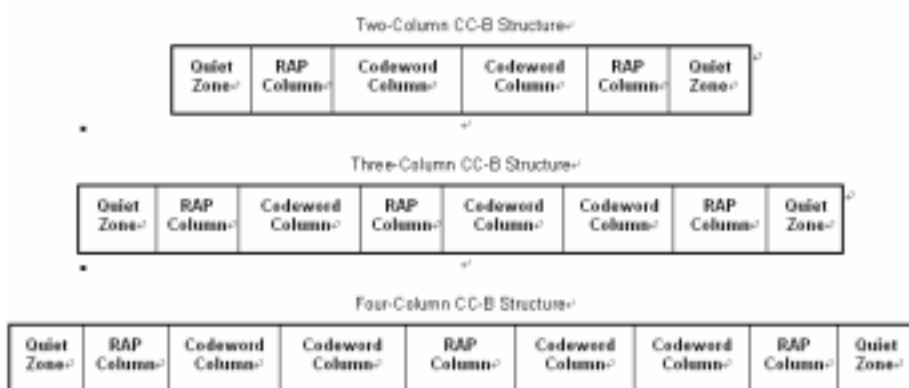 Two-Column CC-B Structure
Quiet RAP Codeword Codeword RAP Quiet
Zone Column Column Column Column Zone
Three-Column CC-B Structure
Quiet RAP Codeword RAP Codeword Codeword RAP Quiet
Zone Column Column Column Column Column Column Zone
Four-Column CC-B Structure
Quiet RAP Codeword Codeword RAP Codeword Codeword RAP Quiet
Zone Column Column Column Column Column Column Column Zone